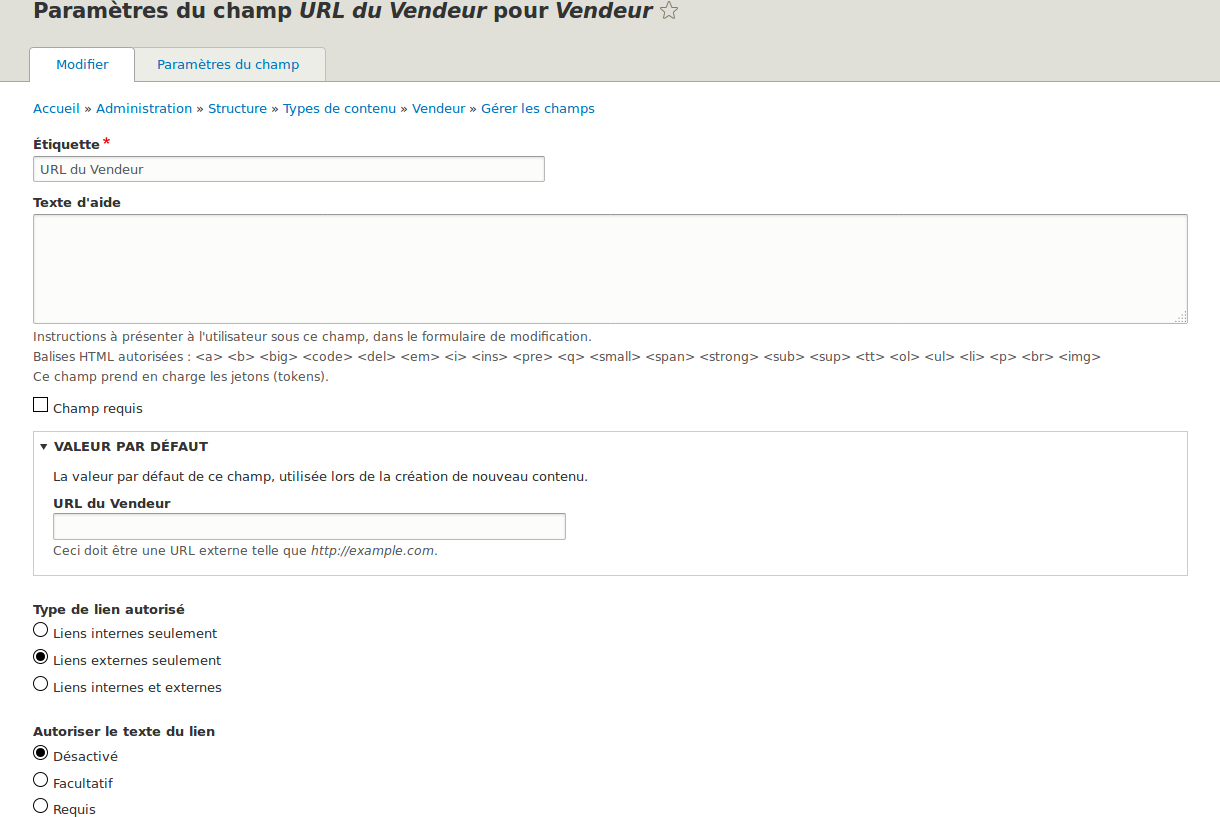 Paramètres du champ URL du Vendeur pour Vendeur
Modifier
Paramètres du champ
Accueil » Administration » Structure » Types de contenu » Vendeur » Gérer les champs
Étiquette *
URL du Vendeur
Texte d'aide
Instructions à présenter à l'utilisateur sous ce champ, dans le formulaire de modification.
Balises HTML autorisées : <a> <b> <big> <code> <del> <em> <i> <ins> <pre> <q> <small> <span> <strong> <sub> <sup> <tt> <ol> <ul> <li> <p> <br> <img>
Ce champ prend en charge les jetons (tokens).
Champ requis
VALEUR PAR DÉFAUT
La valeur par défaut de ce champ, utilisée lors de la création de nouveau contenu.
URL du Vendeur
Ceci doit être une URL externe telle que http://example.com.
Type de lien autorisé
Liens internes seulement
Liens externes seulement
Liens internes et externes
Autoriser le texte du lien
Désactivé
Facultatif
Requis